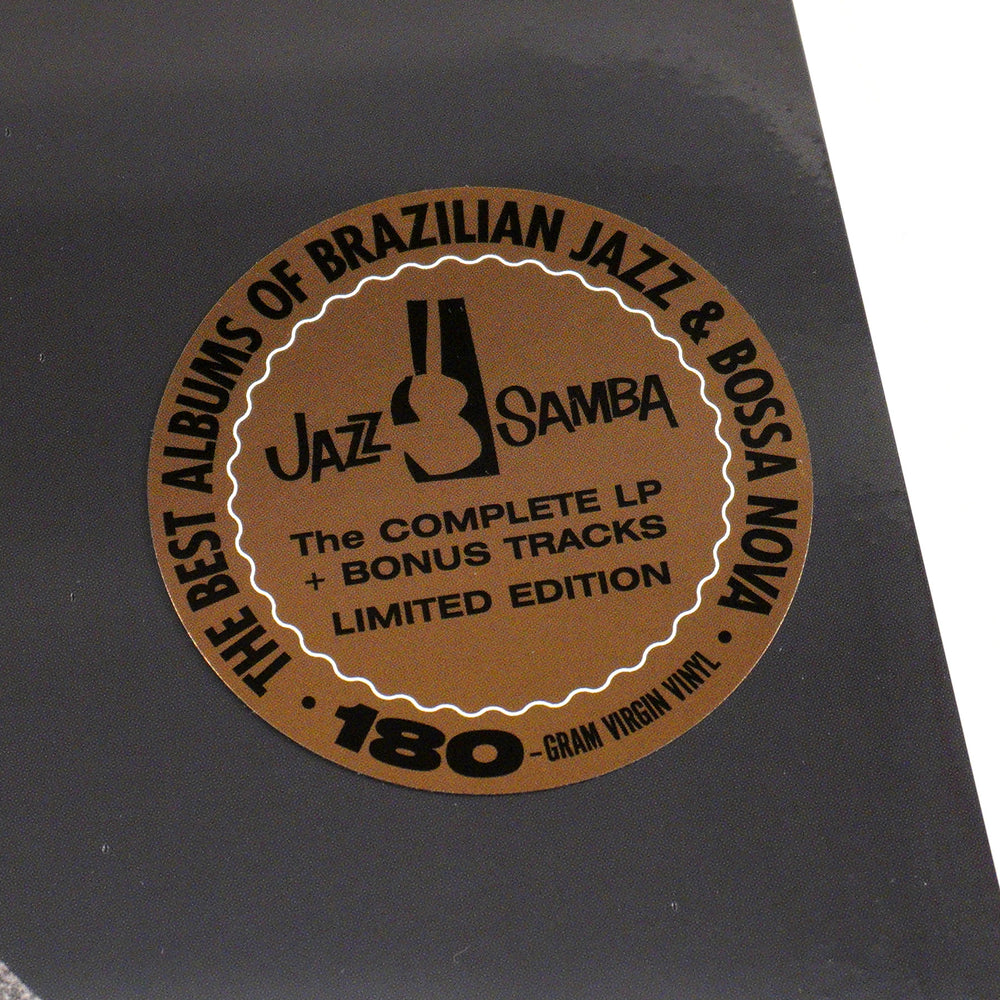 • THE BEST ALBUMS OF BRAZILIAN JAZZ & BOSSA NOVA •
JAZZ SAMBA
The COMPLETE LP
+ BONUS TRACKS
LIMITED EDITION
180-GRAM VIRGIN VINYL